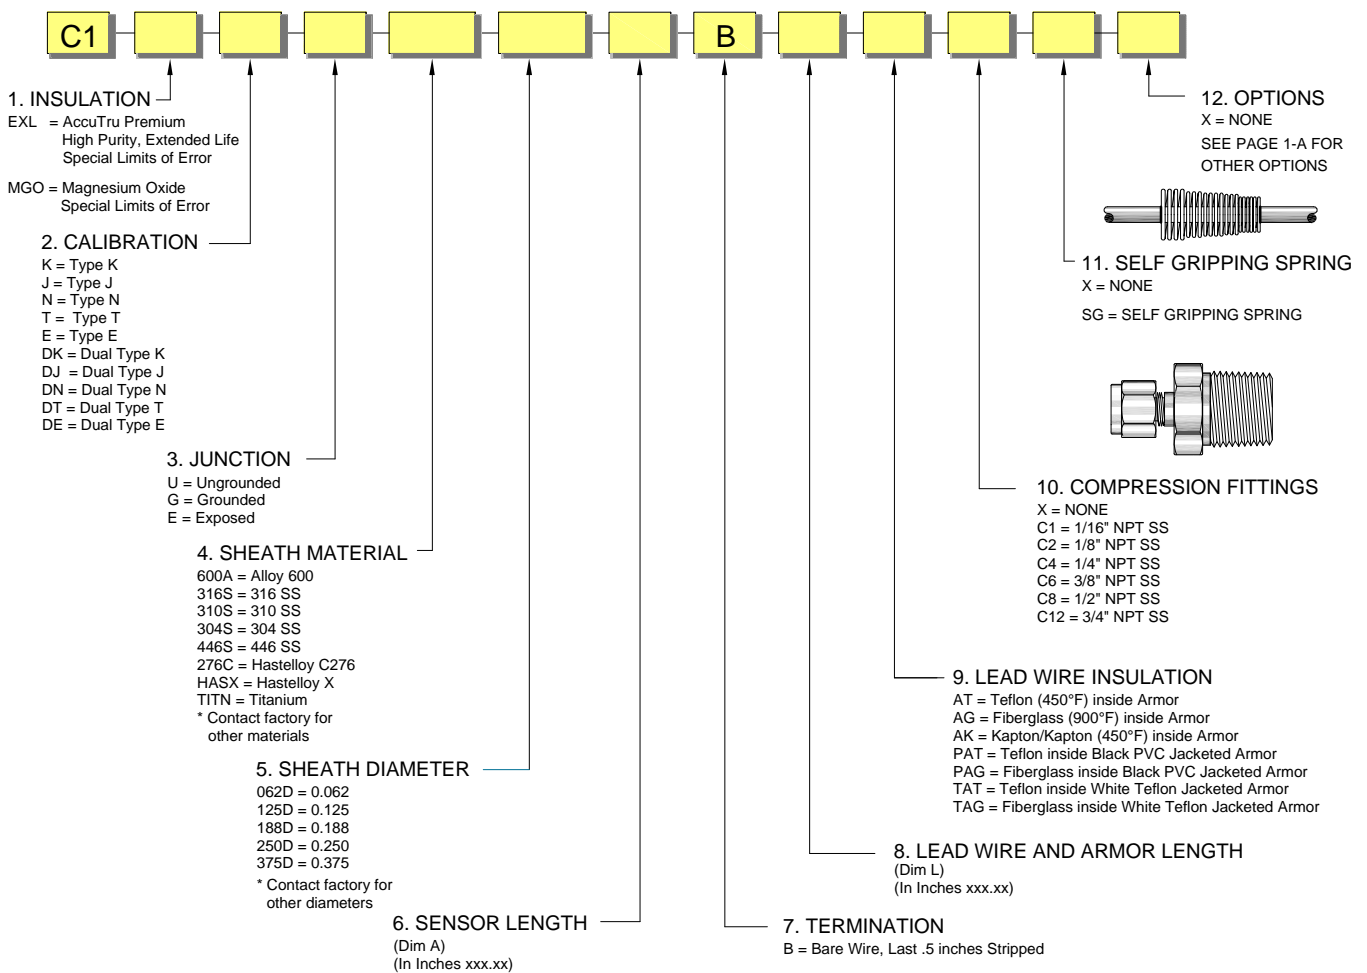 C1
B
1. INSULATION
EXL = AccuTru Premium
High Purity, Extended Life
Special Limits of Error
MGO = Magnesium Oxide
Special Limits of Error
2. CALIBRATION
K = Type K
J = Type J
N = Type N
T = Type T
E = Type E
DK = Dual Type K
DJ = Dual Type J
DN = Dual Type N
DT = Dual Type T
DE = Dual Type E
3. JUNCTION
U = Ungrounded
G = Grounded
E = Exposed
4. SHEATH MATERIAL
600A = Alloy 600
316S = 316 SS
310S = 310 SS
304S = 304 SS
446S = 446 SS
276C = Hastelloy C276
HASX = Hastelloy X
TITN = Titanium
* Contact factory for
other materials
5. SHEATH DIAMETER
062D = 0.062
125D = 0.125
188D = 0.188
250D = 0.250
375D = 0.375
* Contact factory for
other diameters
6. SENSOR LENGTH
(Dim A)
(In Inches xxx.xx)
7. TERMINATION
B = Bare Wire, Last .5 inches Stripped
8. LEAD WIRE AND ARMOR LENGTH
(Dim L)
(In Inches xxx.xx)
9. LEAD WIRE INSULATION
AT = Teflon (450°F) inside Armor
AG = Fiberglass (900°F) inside Armor
AK = Kapton/Kapton (450°F) inside Armor
PAT = Teflon inside Black PVC Jacketed Armor
PAG = Fiberglass inside Black PVC Jacketed Armor
TAT = Teflon inside White Teflon Jacketed Armor
TAG = Fiberglass inside White Teflon Jacketed Armor
10. COMPRESSION FITTINGS
X = NONE
C1 = 1/16" NPT SS
C2 = 1/8" NPT SS
C4 = 1/4" NPT SS
C6 = 3/8" NPT SS
C8 = 1/2" NPT SS
C12 = 3/4" NPT SS
11. SELF GRIPPING SPRING
X = NONE
SG = SELF GRIPPING SPRING
12. OPTIONS
X = NONE
SEE PAGE 1-A FOR
OTHER OPTIONS